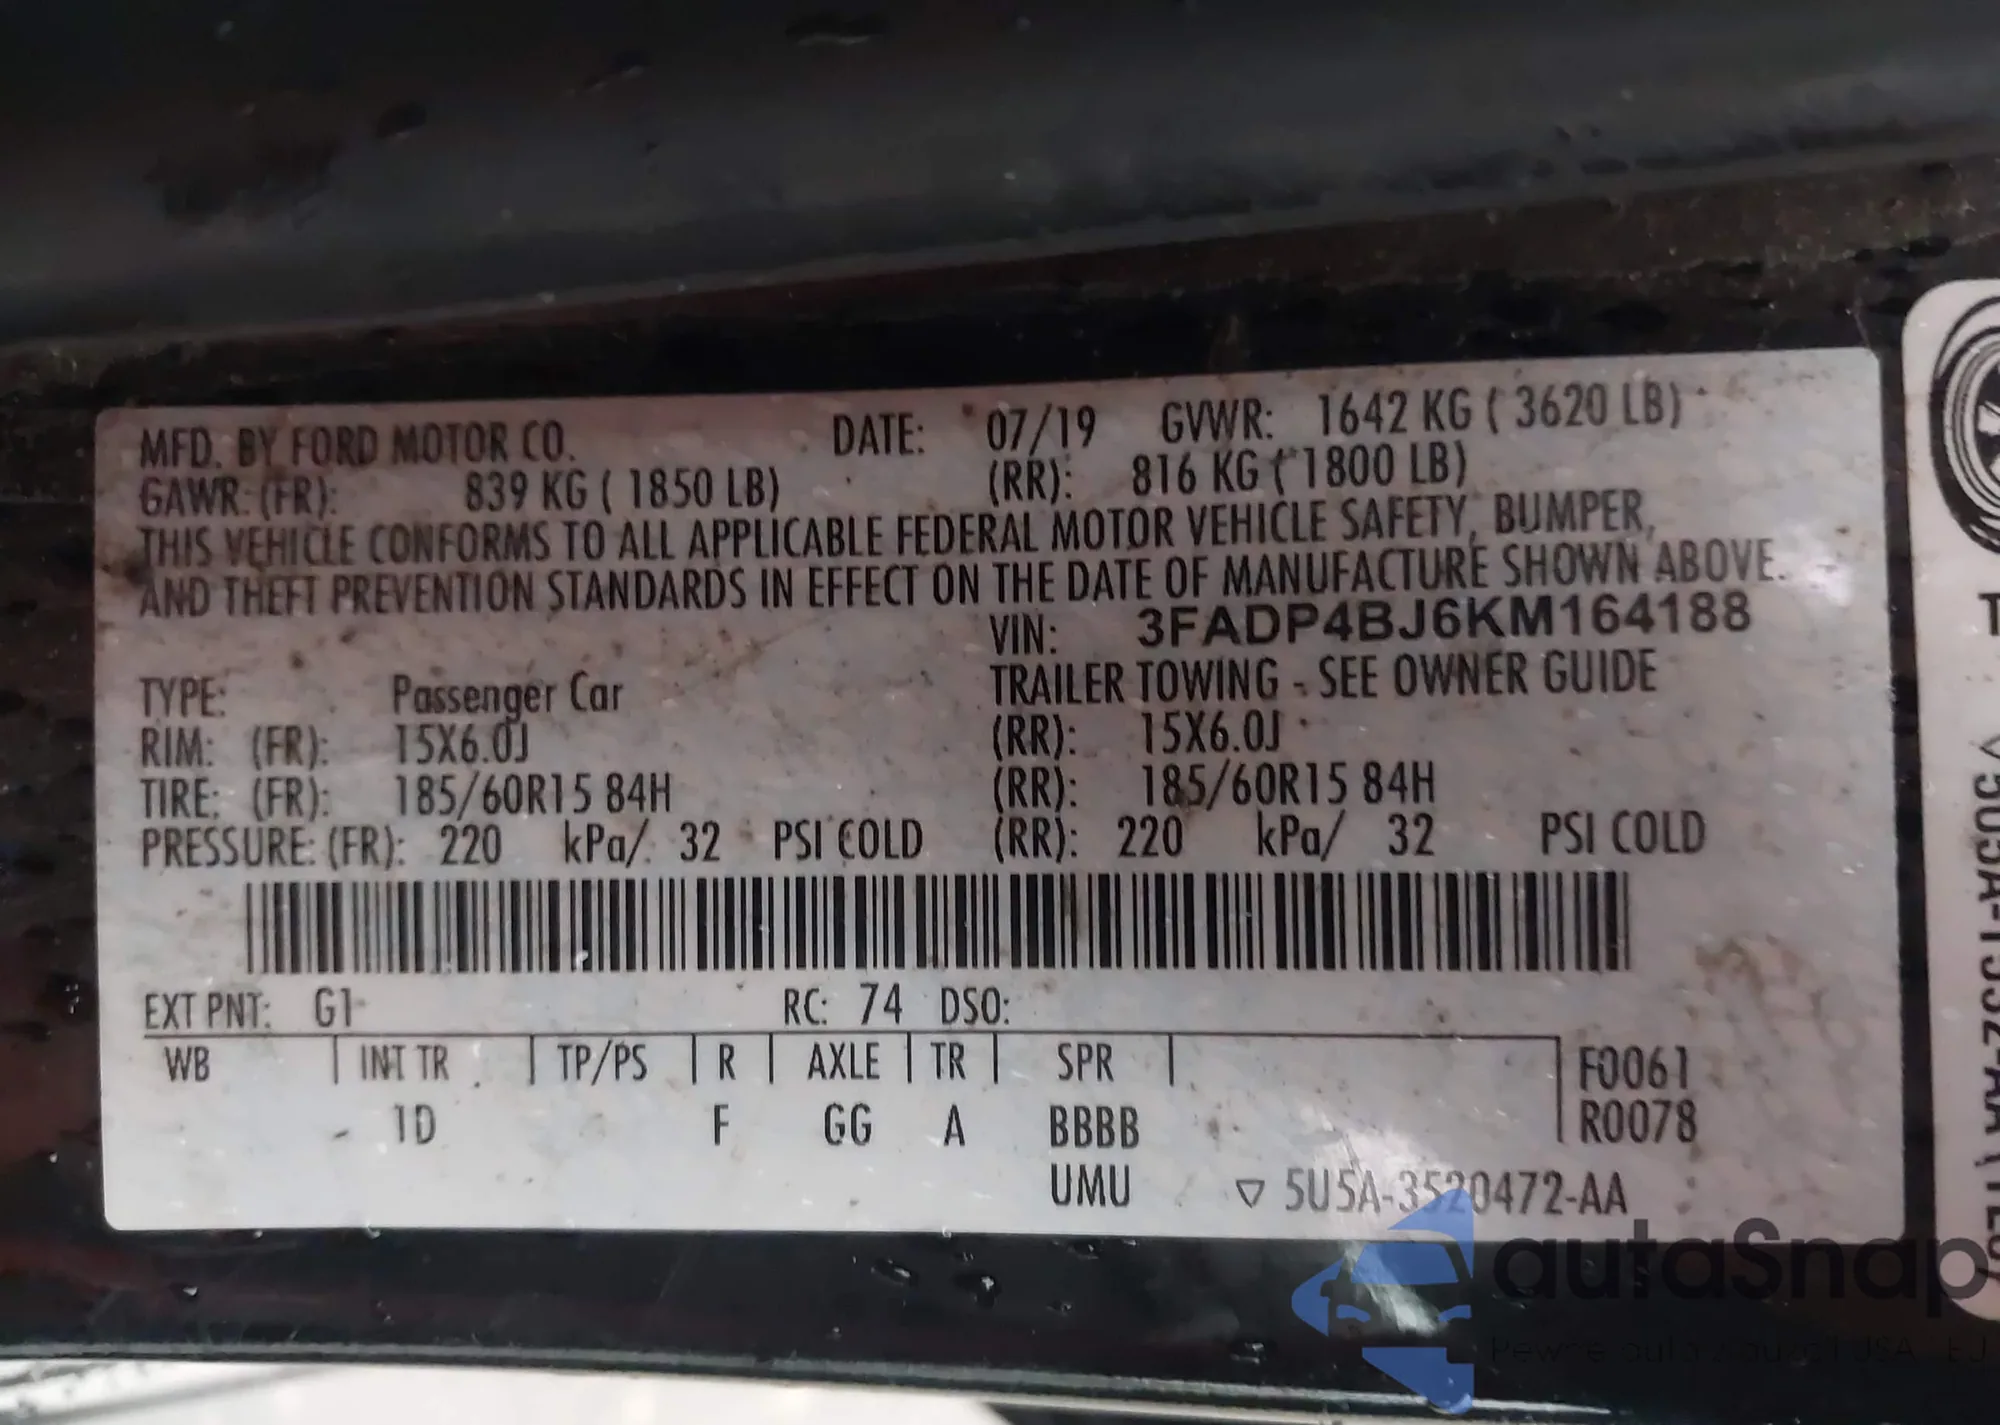 MFD. BY FORD MOTOR CO. DATE: 07/19 GVWR: 1642 KG ( 3620 LB)
GAWR: (FR): 839 KG ( 1850 LB) (RR): 816 KG ( 1800 LB)
THIS VEHICLE CONFORMS TO ALL APPLICABLE FEDERAL MOTOR VEHICLE SAFETY, BUMPER,
AND THEFT PREVENTION STANDARDS IN EFFECT ON THE DATE OF MANUFACTURE SHOWN ABOVE.
VIN: 3FADP4BJ6KM164188
TYPE: Passenger Car TRAILER TOWING - SEE OWNER GUIDE
RIM: (FR): 15X6.0J (RR): 15X6.0J
TIRE: (FR): 185/60R15 84H (RR): 185/60R15 84H
PRESSURE: (FR): 220 kPa/ 32 PSI COLD (RR): 220 kPa/ 32 PSI COLD
EXT PNT: G1 RC: 74 DSO:
WB INT TR TP/PS R AXLE TR SPR F0061
1D F GG A BBBB R0078
UMU ▽ 5U5A-3520472-AA
autaSnap